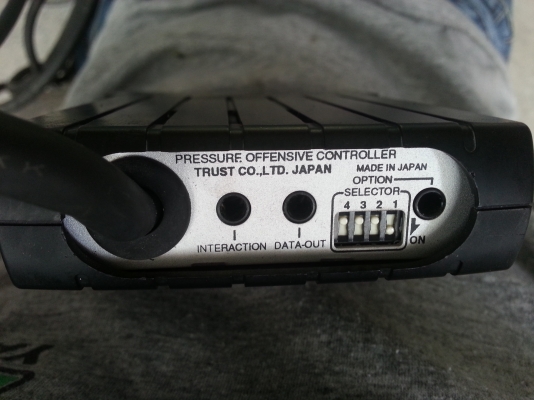 PRESSURE OFFENSIVE CONTROLLER
TRUST CO.,LTD. JAPAN
MADE IN JAPAN
OPTION
SELECTOR
4 3 2 1
INTERACTION
DATA-OUT
ON